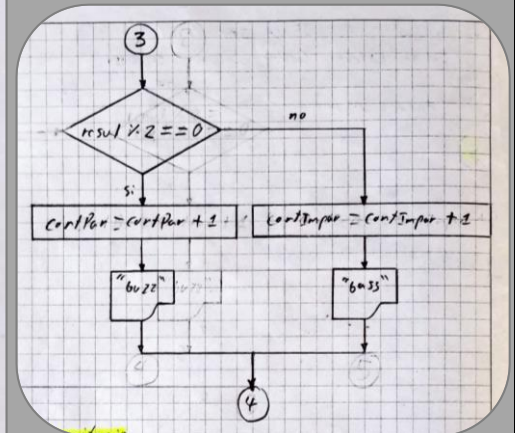 3
no
resul % 2 == 0
si
contPar = contPar + 1
contImpar = contImpar + 1
"buzz"
"bass"
4